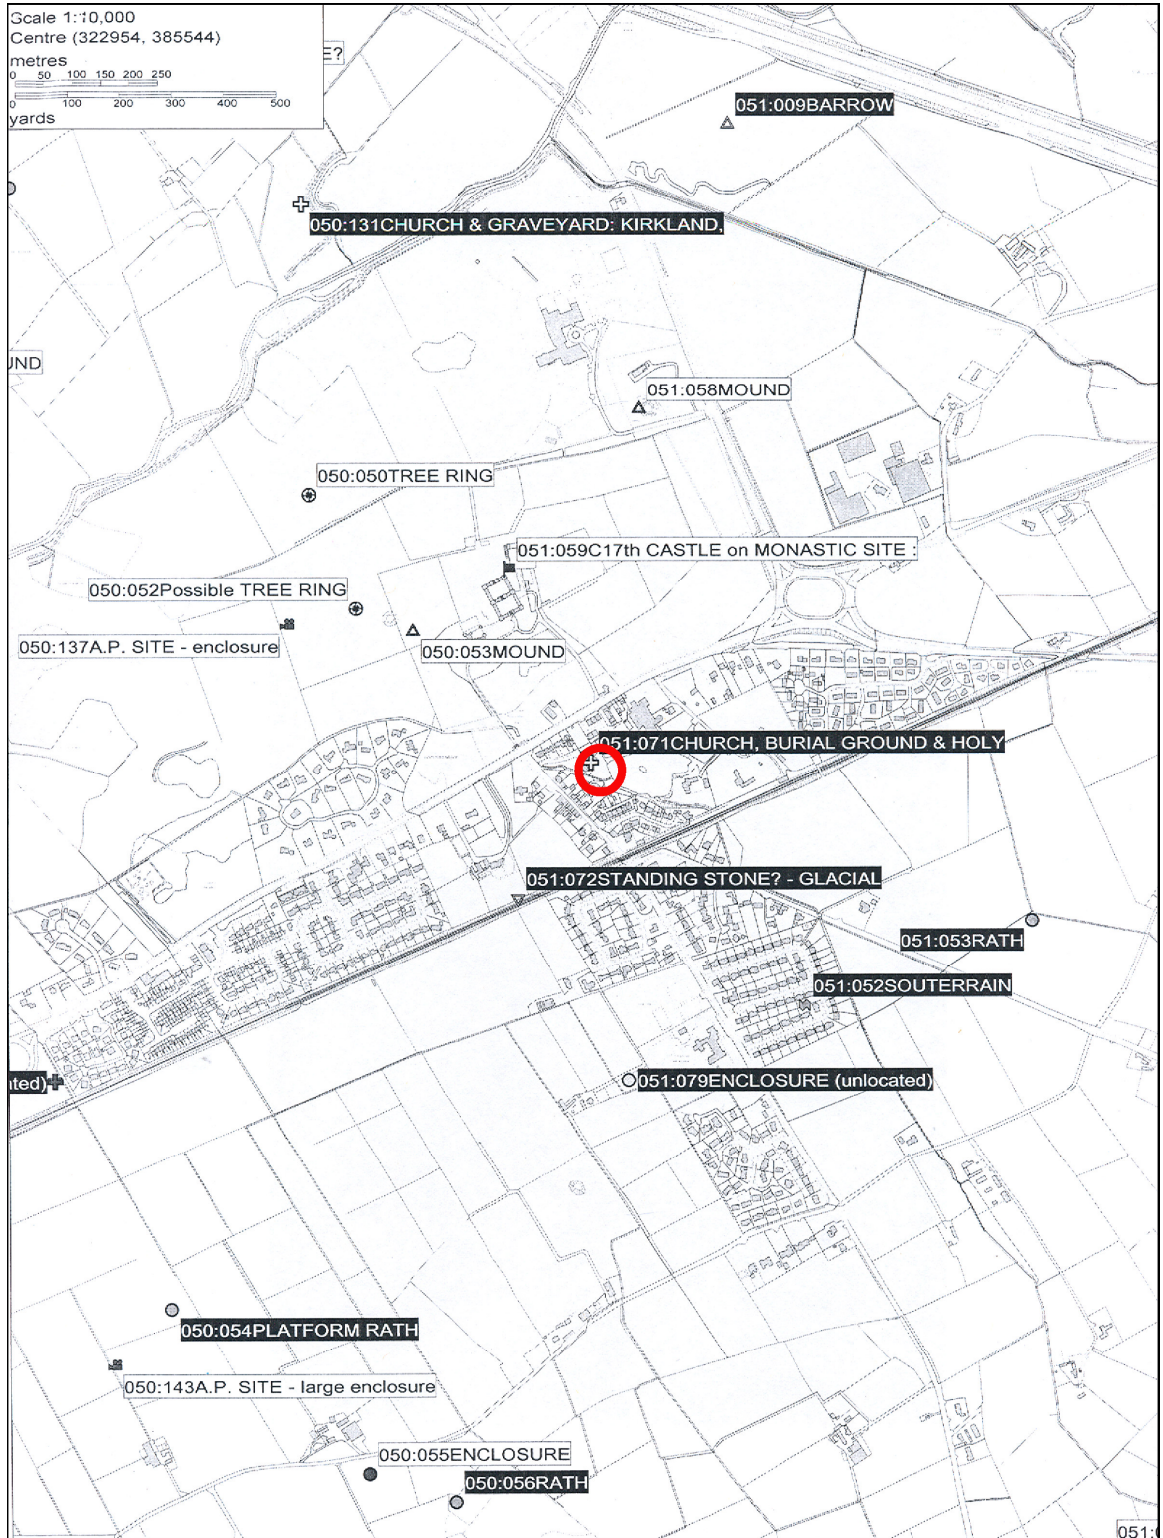 Scale 1:10,000
Centre (322954, 385544)
metres
0 50 100 150 200 250
0 100 200 300 400 500
yards
E?
051:009BARROW
050:131CHURCH & GRAVEYARD: KIRKLAND,
UND
051:058MOUND
050:050TREE RING
051:059C17th CASTLE on MONASTIC SITE :
050:052Possible TREE RING
050:137A.P. SITE - enclosure
050:053MOUND
051:071CHURCH, BURIAL GROUND & HOLY
051:072STANDING STONE? - GLACIAL
051:053RATH
051:052SOUTERRAIN
ated)
051:079ENCLOSURE (unlocated)
050:054PLATFORM RATH
050:143A.P. SITE - large enclosure
050:055ENCLOSURE
050:056RATH
051: